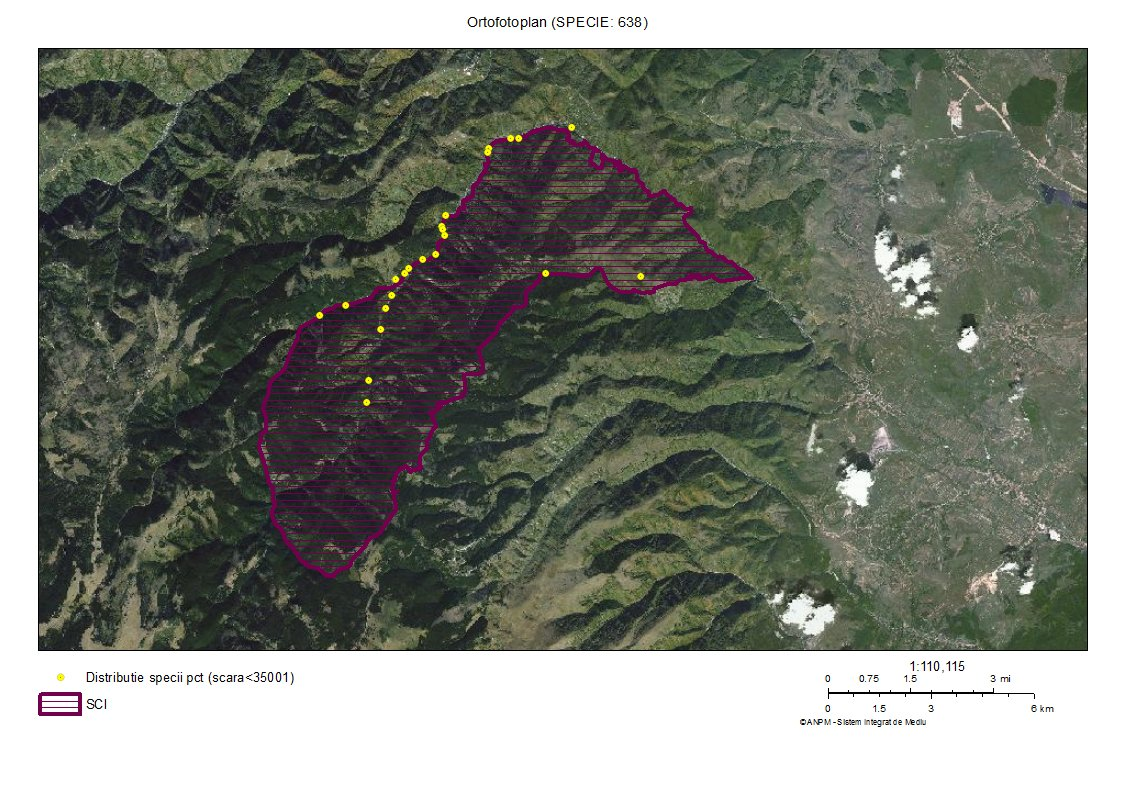 Ortofotoplan (SPECIE: 638)
Distributie specii pct (scara<35001)
SCI
1:110,115
0 0.75 1.5 3 mi
0 1.5 3 6 km
©ANPM - Sistem Integrat de Mediu